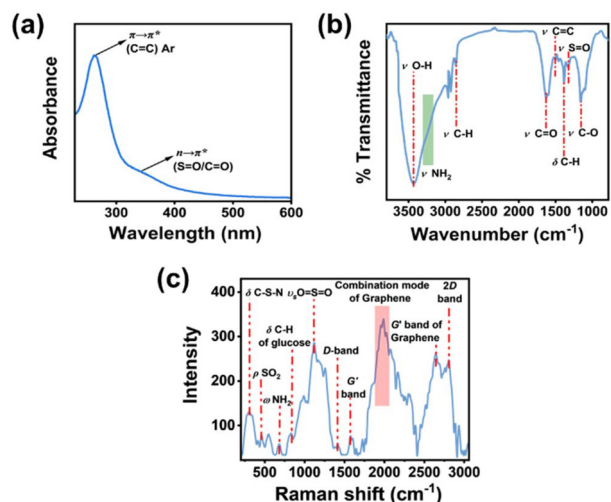 (a)
π→π*
(C=C) Ar
n→π*
(S=O/C=O)
Absorbance
300 400 500 600
Wavelength (nm)
(b)
ν C=C
ν S=O
ν O-H
ν C-H
ν NH2
ν C=O
ν C-O
δ C-H
% Transmittance
3500 3000 2500 2000 1500 1000
Wavenumber (cm-1)
(c)
δ C-S-N
υsO=S=O
Combination mode
of Graphene
2D
band
G' band of
Graphene
δ C-H
of glucose
D-band
G'
band
ρ SO2
ω NH2
400
300
200
100
Intensity
500 1000 1500 2000 2500 3000
Raman shift (cm-1)